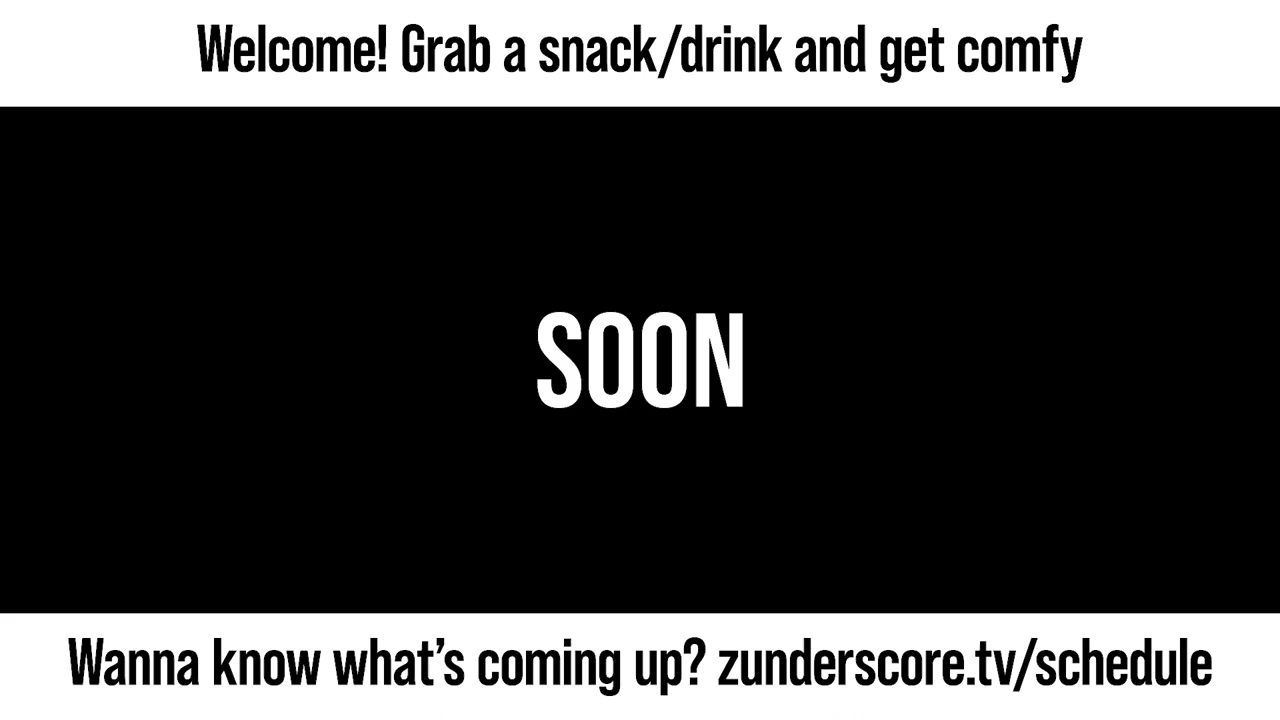 Welcome! Grab a snack/drink and get comfy
SOON
Wanna know what’s coming up? zunderscore.tv/schedule